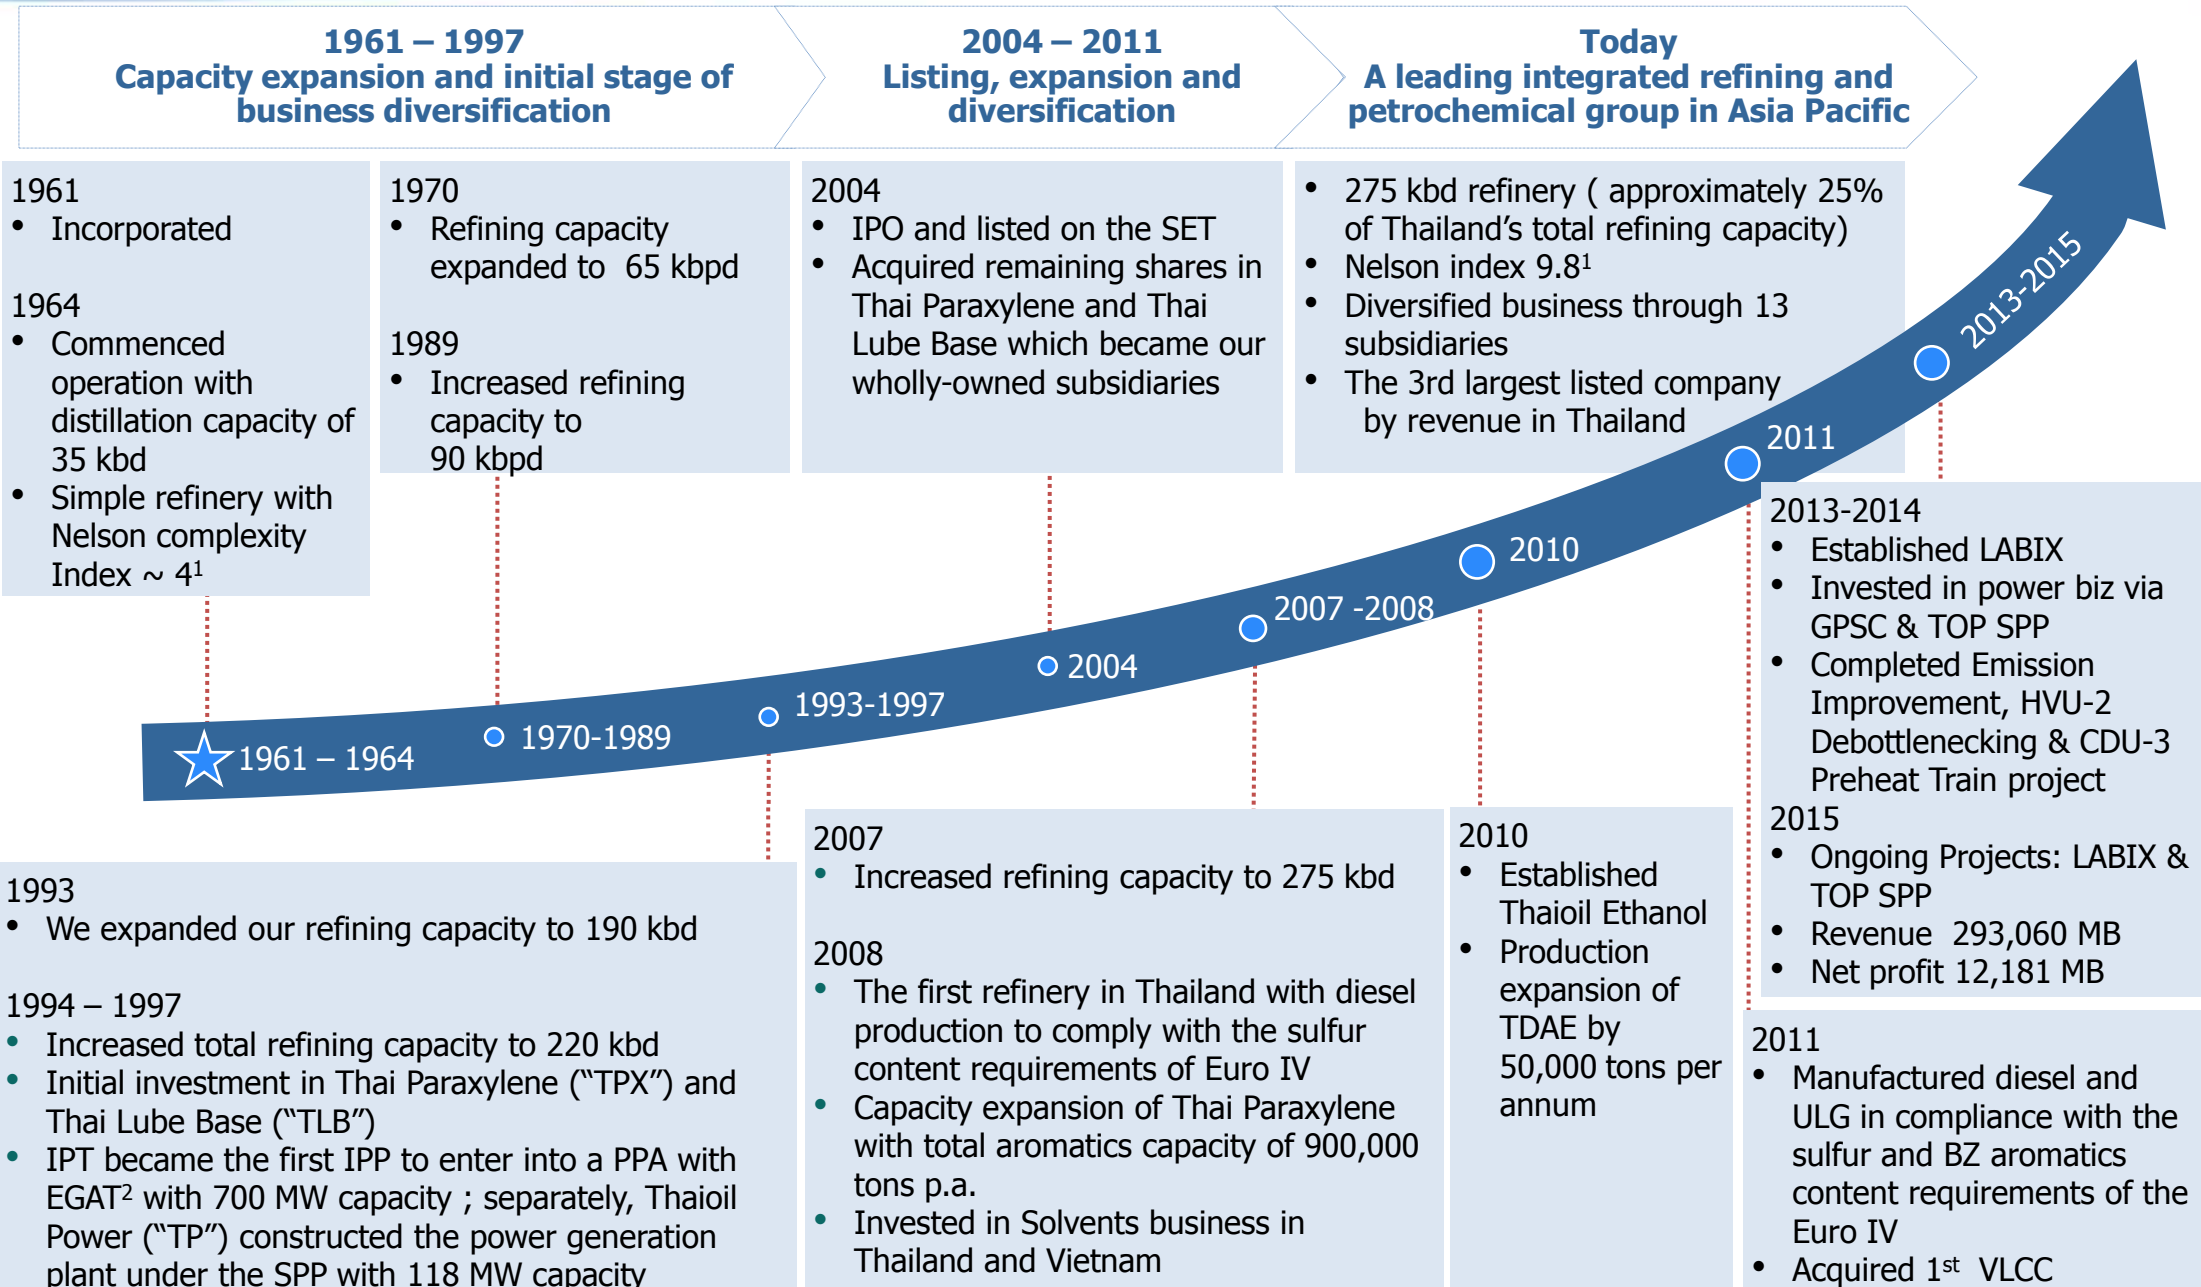 1961 – 1997
Capacity expansion and initial stage of
business diversification
2004 – 2011
Listing, expansion and
diversification
Today
A leading integrated refining and
petrochemical group in Asia Pacific
1961
• Incorporated
1964
• Commenced
operation with
distillation capacity of
35 kbd
• Simple refinery with
Nelson complexity
Index ~ 4¹
1970
• Refining capacity
expanded to 65 kbpd
1989
• Increased refining
capacity to
90 kbpd
2004
• IPO and listed on the SET
• Acquired remaining shares in
Thai Paraxylene and Thai
Lube Base which became our
wholly-owned subsidiaries
• 275 kbd refinery ( approximately 25%
of Thailand’s total refining capacity)
• Nelson index 9.8¹
• Diversified business through 13
subsidiaries
• The 3rd largest listed company
by revenue in Thailand
1961 – 1964
1970-1989
1993-1997
2004
2007 -2008
2010
2011
2013-2015
1993
• We expanded our refining capacity to 190 kbd
1994 – 1997
• Increased total refining capacity to 220 kbd
• Initial investment in Thai Paraxylene (“TPX”) and
Thai Lube Base (“TLB”)
• IPT became the first IPP to enter into a PPA with
EGAT² with 700 MW capacity ; separately, Thaioil
Power (“TP”) constructed the power generation
plant under the SPP with 118 MW capacity
2007
• Increased refining capacity to 275 kbd
2008
• The first refinery in Thailand with diesel
production to comply with the sulfur
content requirements of Euro IV
• Capacity expansion of Thai Paraxylene
with total aromatics capacity of 900,000
tons p.a.
• Invested in Solvents business in
Thailand and Vietnam
2010
• Established
Thaioil Ethanol
• Production
expansion of
TDAE by
50,000 tons per
annum
2013-2014
• Established LABIX
• Invested in power biz via
GPSC & TOP SPP
• Completed Emission
Improvement, HVU-2
Debottlenecking & CDU-3
Preheat Train project
2015
• Ongoing Projects: LABIX &
TOP SPP
• Revenue 293,060 MB
• Net profit 12,181 MB
2011
• Manufactured diesel and
ULG in compliance with the
sulfur and BZ aromatics
content requirements of the
Euro IV
• Acquired 1ˢᵗ VLCC